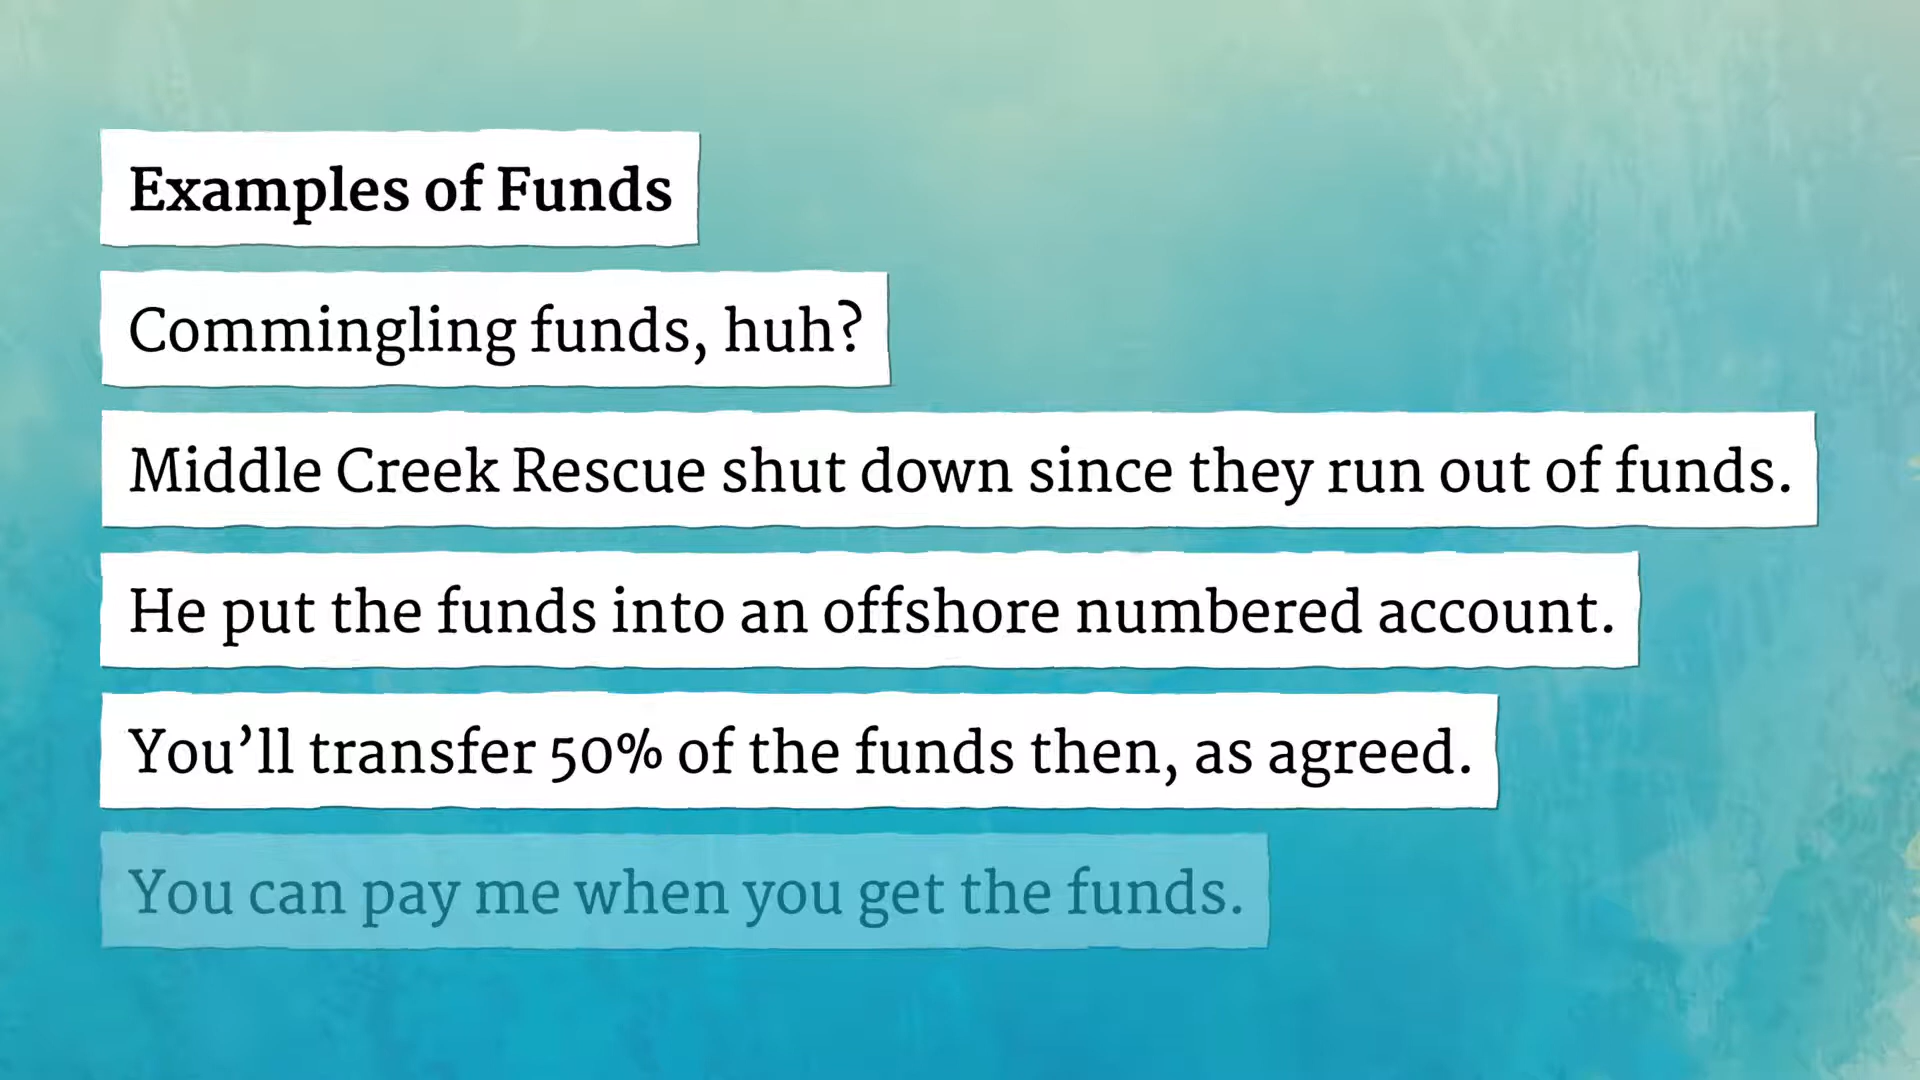 Examples of Funds
Commingling funds, huh?
Middle Creek Rescue shut down since they run out of funds.
He put the funds into an offshore numbered account.
You’ll transfer 50% of the funds then, as agreed.
You can pay me when you get the funds.